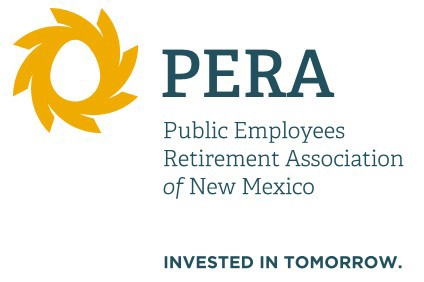 PERA
Public Employees
Retirement Association
of New Mexico
INVESTED IN TOMORROW.